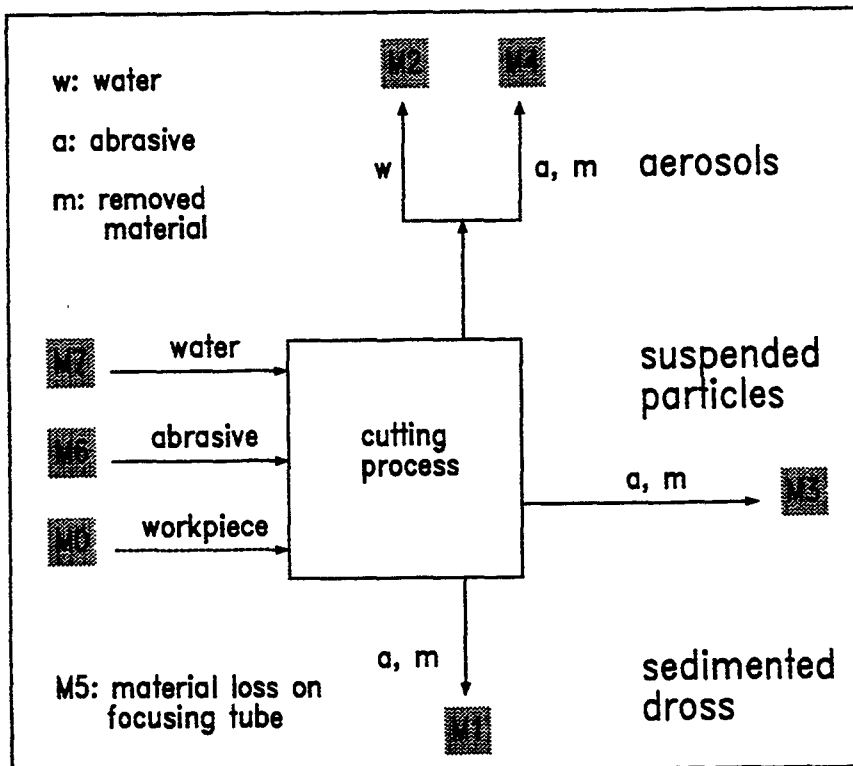 w: water
a: abrasive
m: removed
material
M2
M4
w
a, m
aerosols
M7
water
M6
abrasive
M0
workpiece
cutting
process
suspended
particles
a, m
M3
a, m
M1
sedimented
dross
M5: material loss on
focusing tube